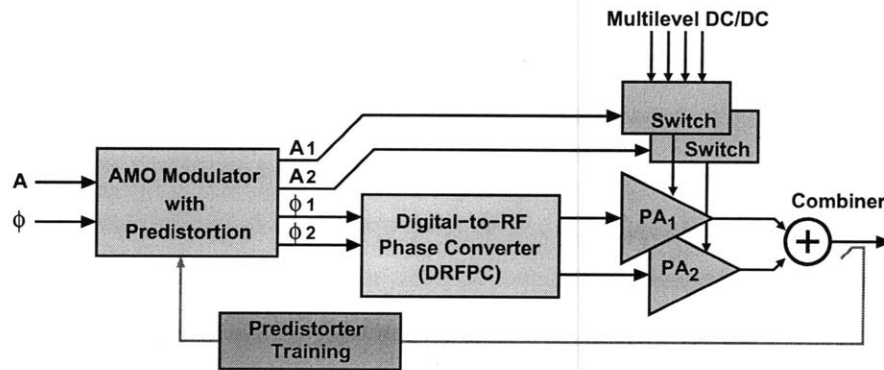 Multilevel DC/DC
Switch
Switch
A1
A2
A
ϕ
AMO Modulator
with
Predistortion
ϕ1
ϕ2
Digital−to−RF
Phase Converter
(DRFPC)
PA1
PA2
Combiner
+
Predistorter
Training